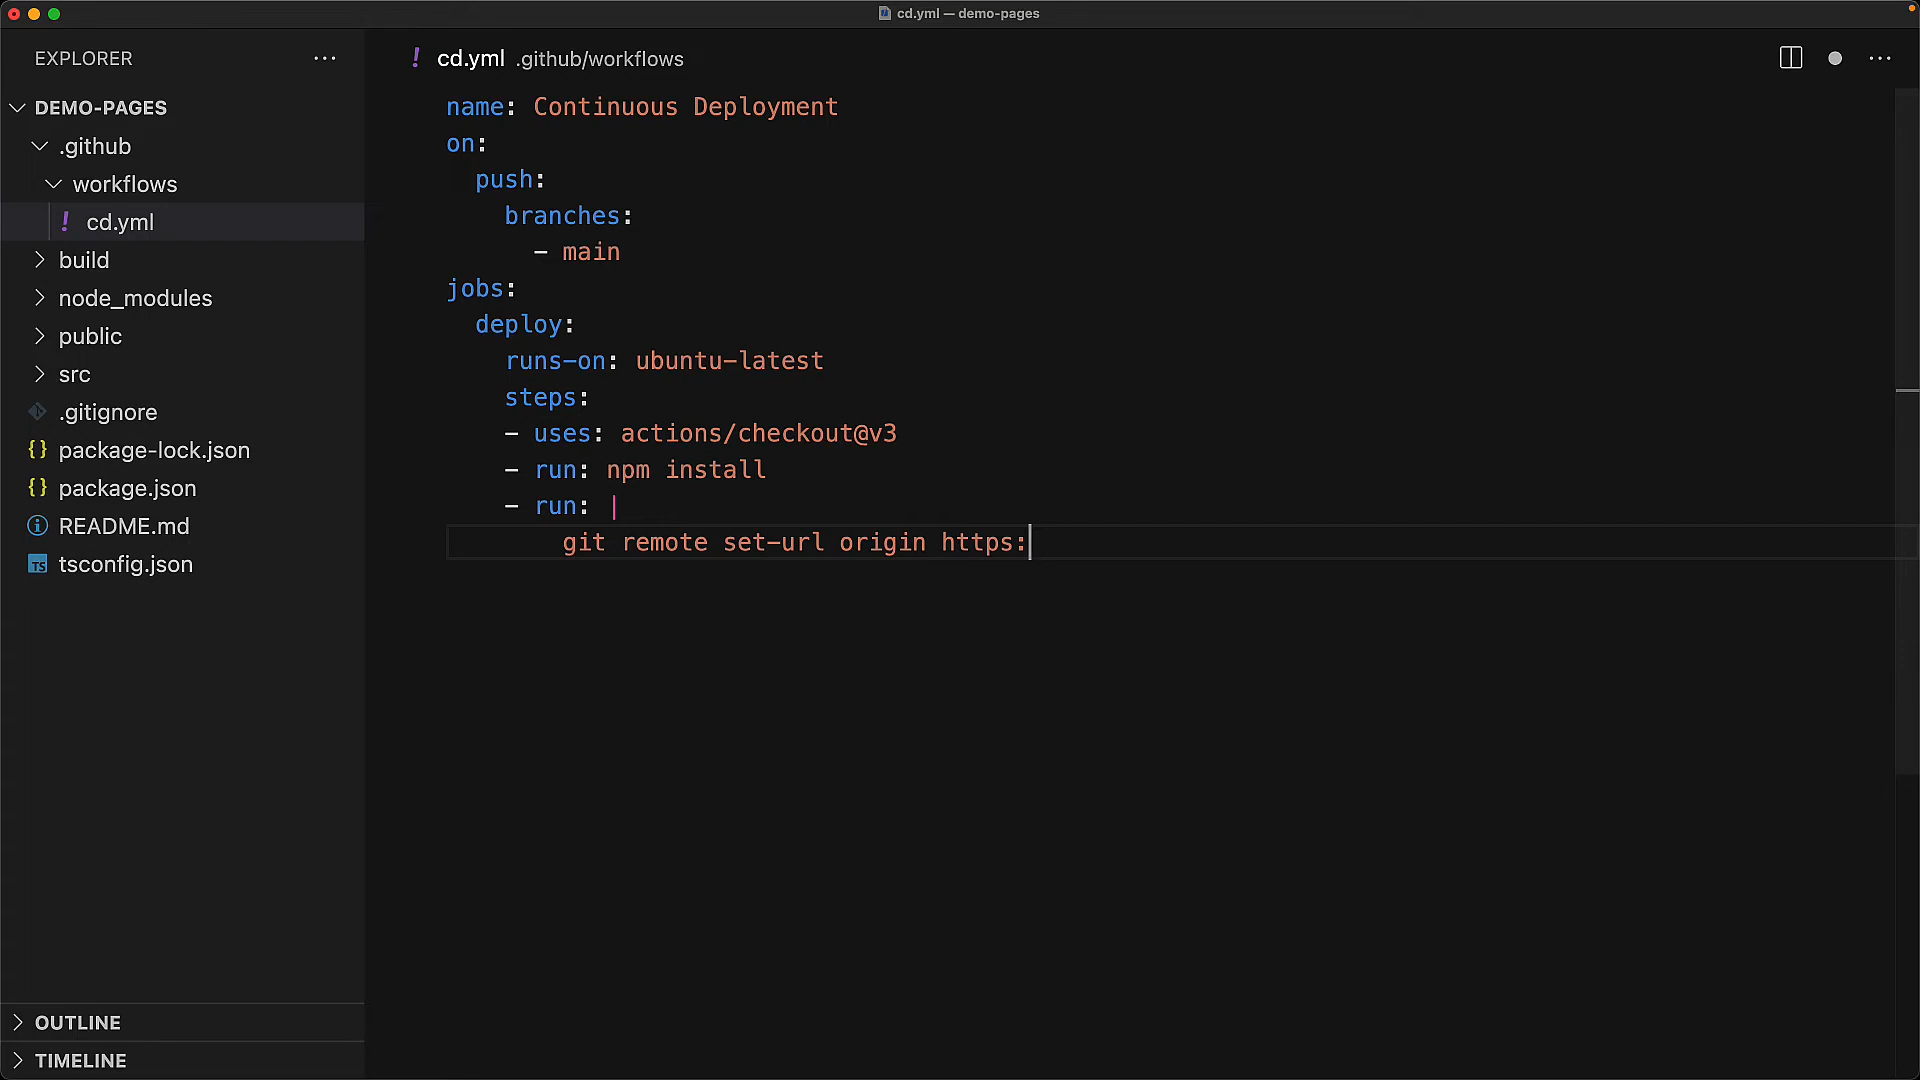 cd.yml — demo-pages
EXPLORER
DEMO-PAGES
.github
workflows
! cd.yml
build
node_modules
public
src
.gitignore
{} package-lock.json
{} package.json
README.md
TS tsconfig.json
OUTLINE
TIMELINE
! cd.yml .github/workflows
name: Continuous Deployment
on:
  push:
    branches:
      - main
jobs:
  deploy:
    runs-on: ubuntu-latest
    steps:
    - uses: actions/checkout@v3
    - run: npm install
    - run: |
        git remote set-url origin https: